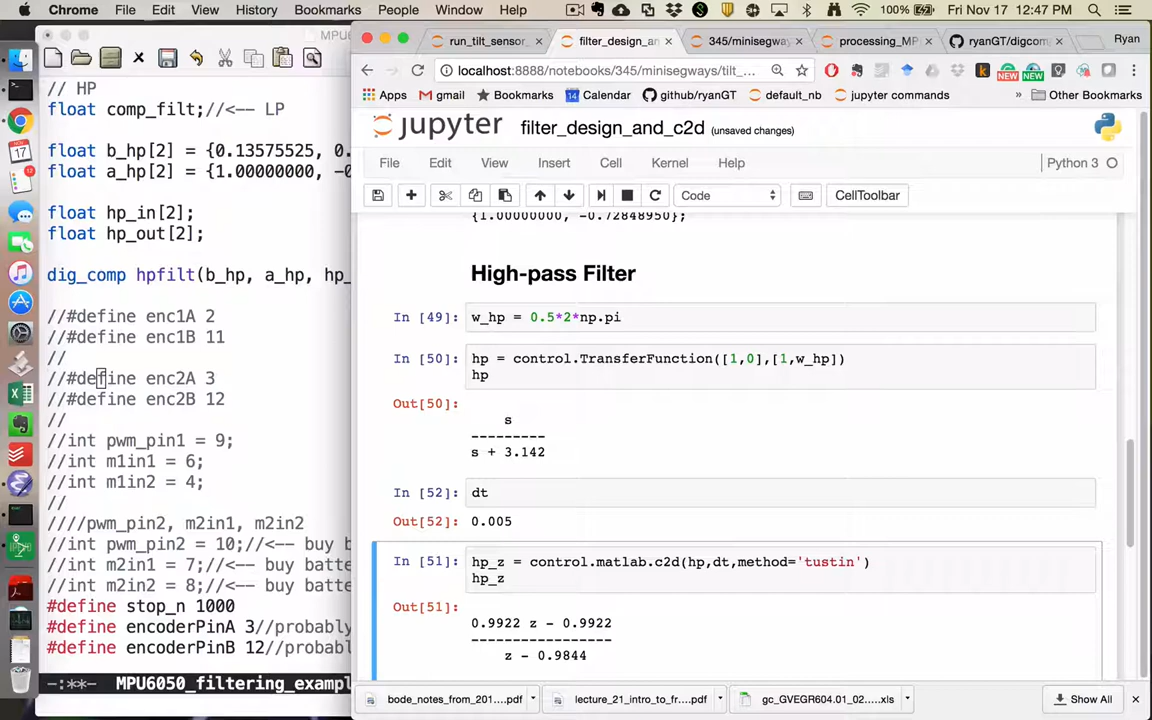 Chrome File Edit View History Bookmarks People Window Help 100% Fri Nov 17 12:47 PM
MPU6
run_tilt_sensor_ filter_design_an 345/minisegway processing_MP ryanGT/digcom Ryan
localhost:8888/notebooks/345/minisegways/tilt_...
Apps gmail Bookmarks Calendar github/ryanGT default_nb jupyter commands » Other Bookmarks
jupyter filter_design_and_c2d (unsaved changes)
File Edit View Insert Cell Kernel Help Python 3
Code CellToolbar
// HP
float comp_filt;//<-- LP
float b_hp[2] = {0.13575525, 0.
float a_hp[2] = {1.00000000, -0
float hp_in[2];
float hp_out[2];
dig_comp hpfilt(b_hp, a_hp, hp_
//#define enc1A 2
//#define enc1B 11
//
//#define enc2A 3
//#define enc2B 12
//
//int pwm_pin1 = 9;
//int m1in1 = 6;
//int m1in2 = 4;
//
////pwm_pin2, m2in1, m2in2
//int pwm_pin2 = 10;//<-- buy b
//int m2in1 = 7;//<-- buy batte
//int m2in2 = 8;//<-- buy batte
#define stop_n 1000
#define encoderPinA 3//probably
#define encoderPinB 12//probabl
-:**- MPU6050_filtering_examp
{1.00000000, -0.72848950};
High-pass Filter
In [49]: w_hp = 0.5*2*np.pi
In [50]: hp = control.TransferFunction([1,0],[1,w_hp])
hp
Out[50]:
s
---------
s + 3.142
In [52]: dt
Out[52]: 0.005
In [51]: hp_z = control.matlab.c2d(hp,dt,method='tustin')
hp_z
Out[51]:
0.9922 z - 0.9922
-----------------
z - 0.9844
bode_notes_from_201....pdf lecture_21_intro_to_fr....pdf gc_GVEGR604.01_02....xls Show All